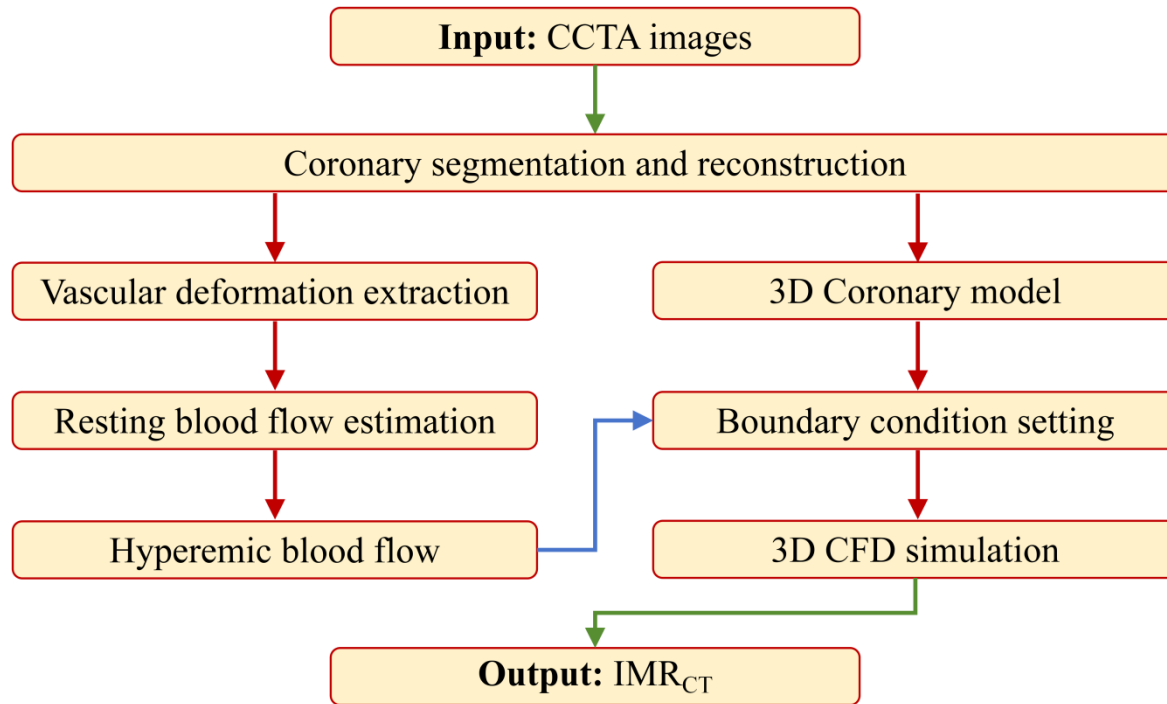 Input: CCTA images
Coronary segmentation and reconstruction
Vascular deformation extraction
3D Coronary model
Resting blood flow estimation
Boundary condition setting
Hyperemic blood flow
3D CFD simulation
Output: IMRCT